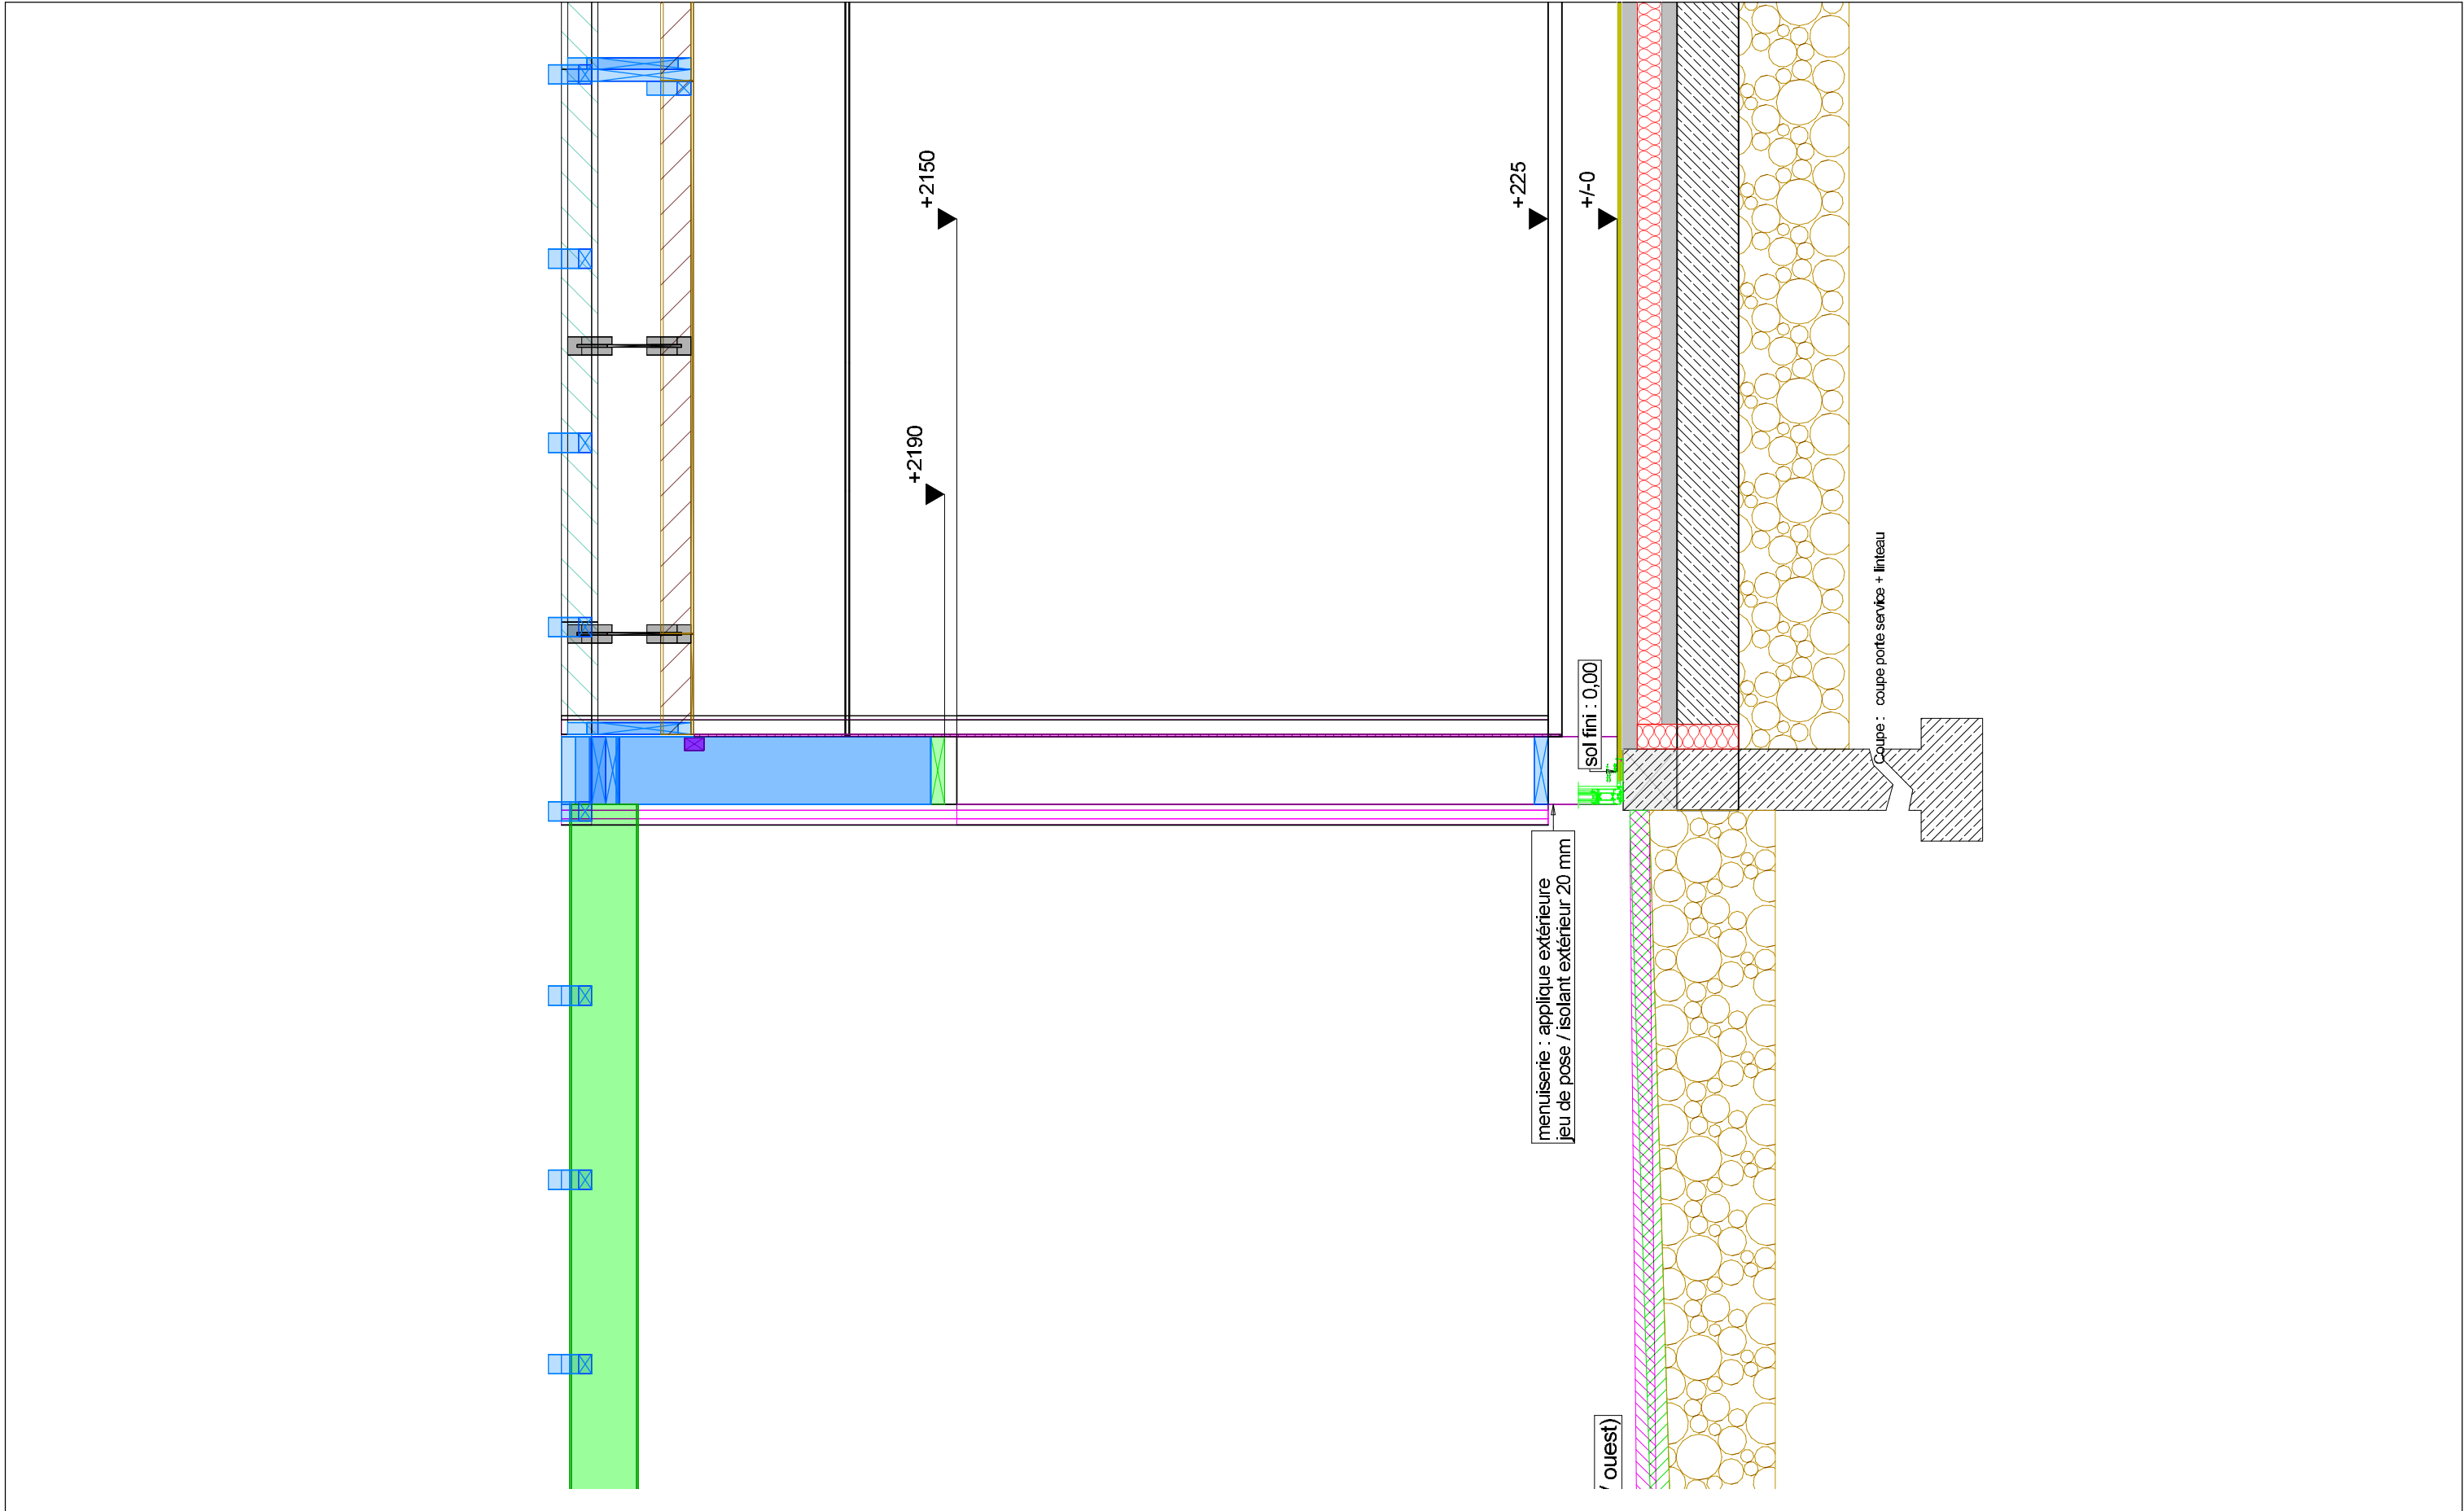 +2150
+2190
+225
+/-0
sol fini : 0,00
menuiserie : applique extérieure
jeu de pose / isolant extérieur 20 mm
Coupe : coupe porte service + linteau
/ ouest)